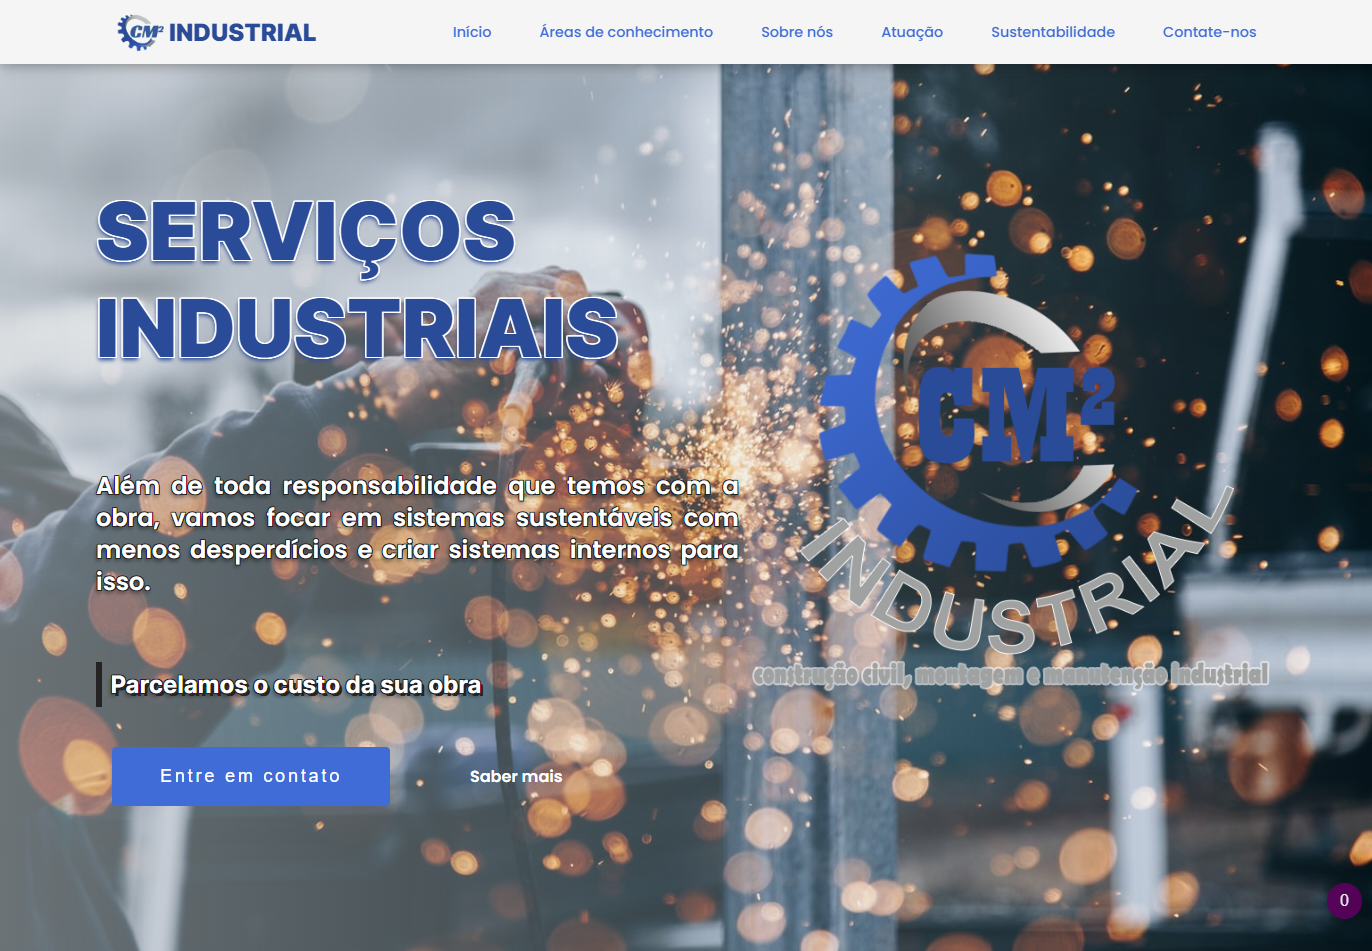 CM² INDUSTRIAL
Início
Áreas de conhecimento
Sobre nós
Atuação
Sustentabilidade
Contate-nos
SERVIÇOS
INDUSTRIAIS
Além de toda responsabilidade que temos com a
obra, vamos focar em sistemas sustentáveis com
menos desperdícios e criar sistemas internos para
isso.
Parcelamos o custo da sua obra
Entre em contato
Saber mais
CM²
INDUSTRIAL
construção civil, montagem e manutenção Industrial
0